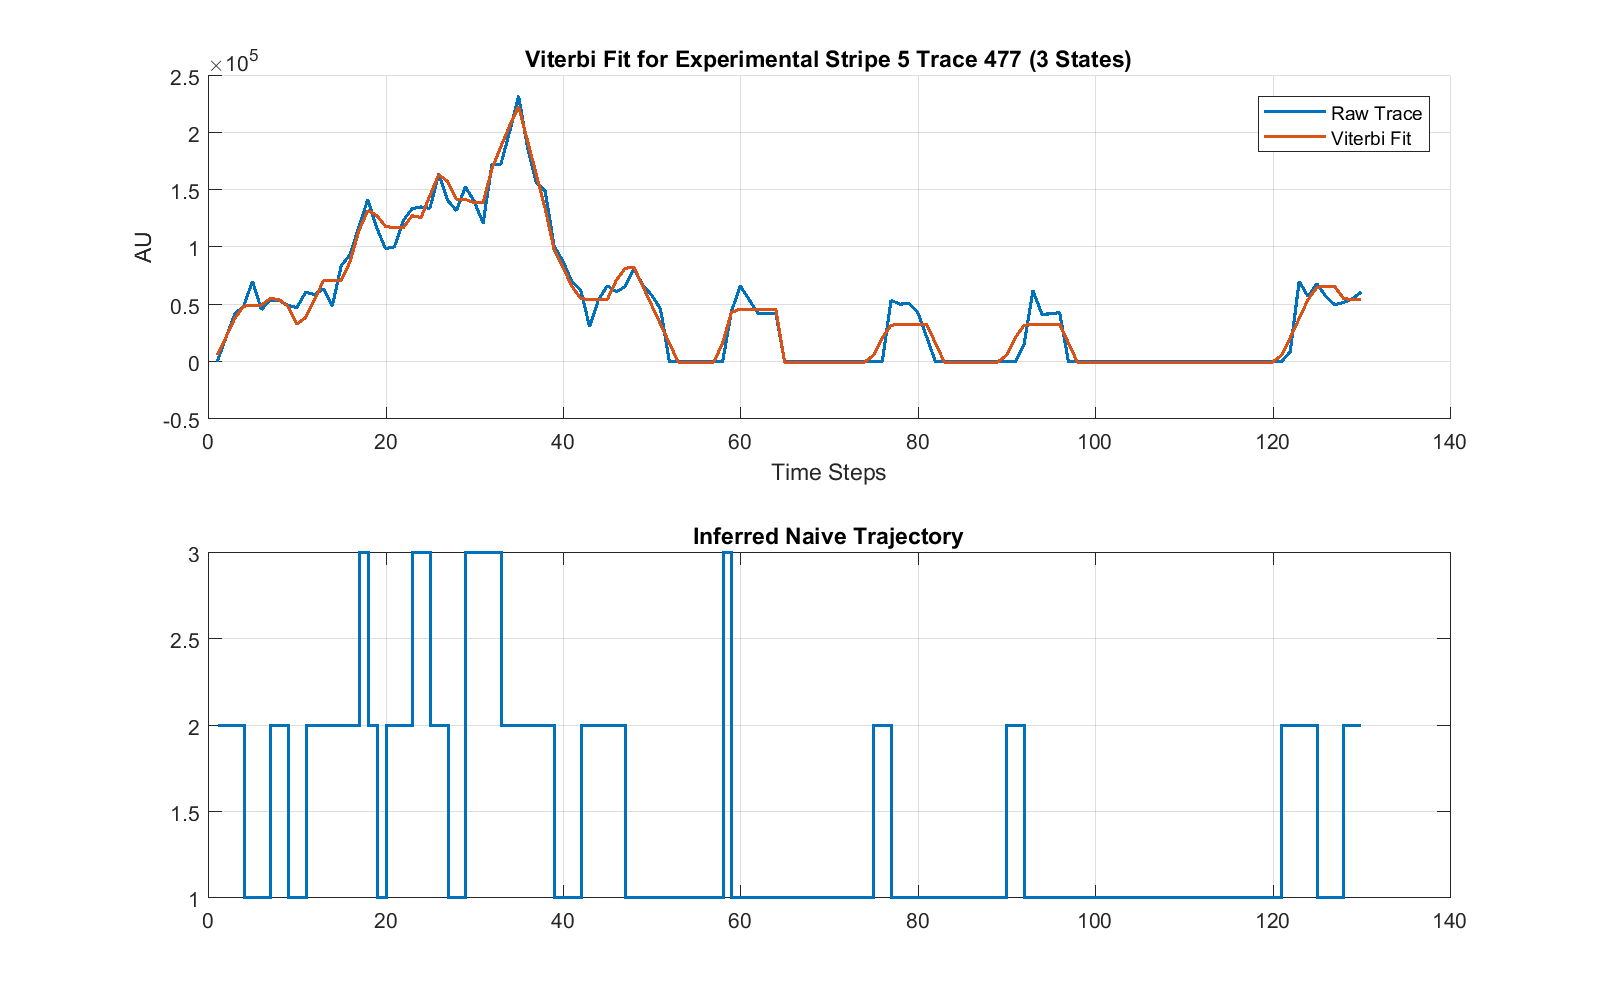 Viterbi Fit for Experimental Stripe 5 Trace 477 (3 States)
×10⁵
2.5
2
1.5
1
0.5
0
-0.5
AU
Raw Trace
Viterbi Fit
0 20 40 60 80 100 120 140
Time Steps
Inferred Naive Trajectory
3
2.5
2
1.5
1
0 20 40 60 80 100 120 140